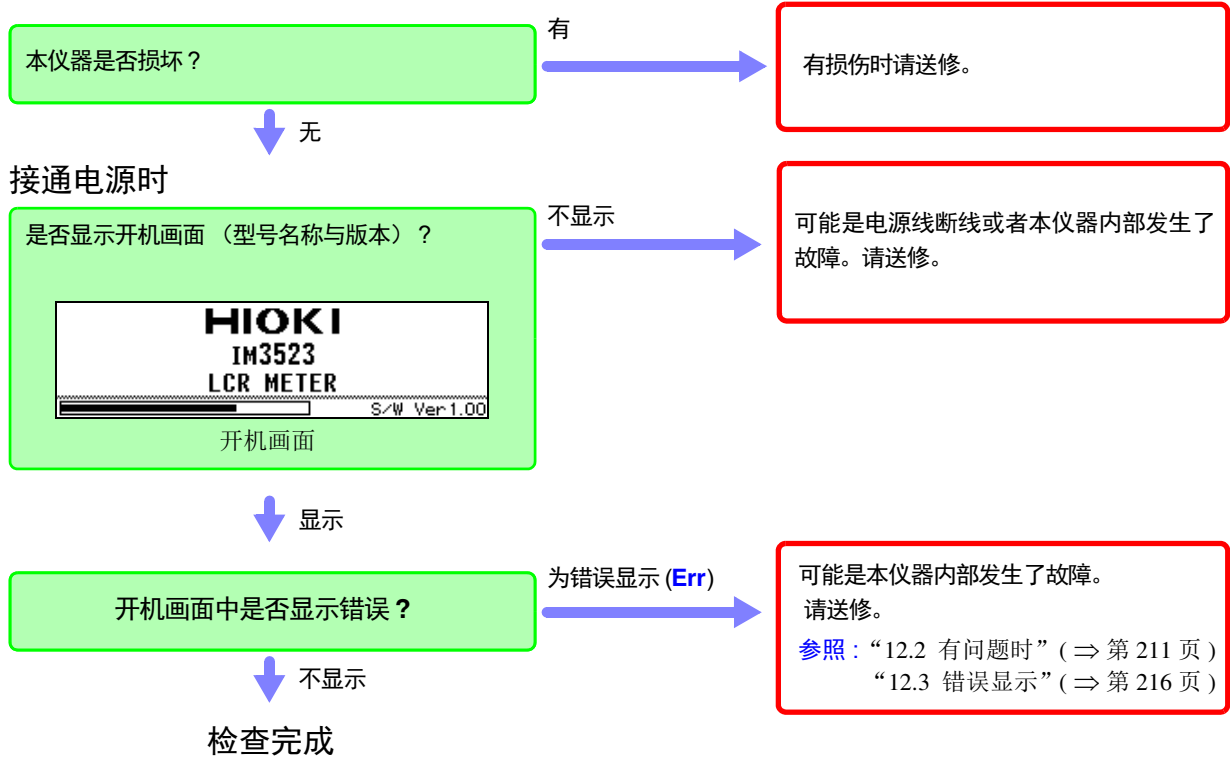 有
本仪器是否损坏？
有损伤时请送修。
无
接通电源时
不显示
是否显示开机画面（型号名称与版本）？
可能是电源线断线或者本仪器内部发生了
故障。请送修。
HIOKI
IM3523
LCR METER
S/W Ver1.00
开机画面
显示
为错误显示 (Err)
开机画面中是否显示错误？
可能是本仪器内部发生了故障。
请送修。
参照：“12.2 有问题时” ( ⇒ 第 211 页 )
“12.3 错误显示” ( ⇒ 第 216 页 )
不显示
检查完成